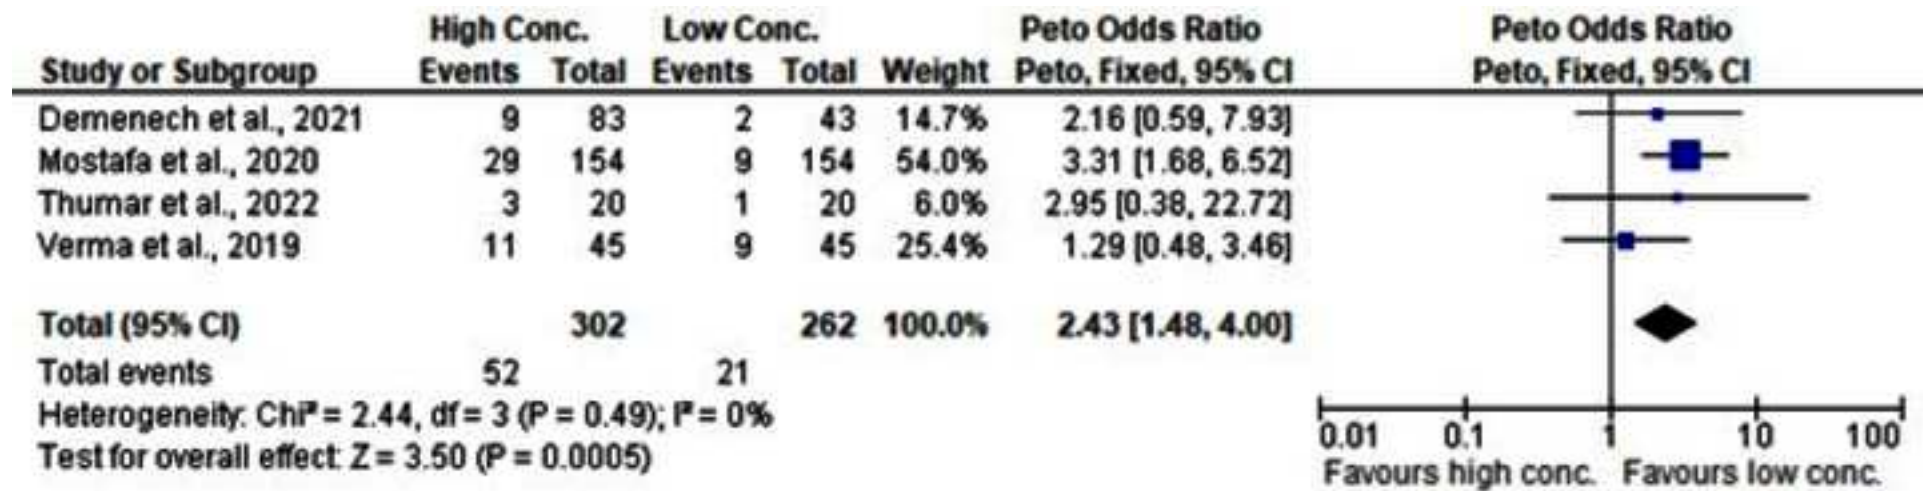 High Conc. Low Conc. Peto Odds Ratio Peto Odds Ratio
Study or Subgroup Events Total Events Total Weight Peto, Fixed, 95% CI Peto, Fixed, 95% CI
Demenech et al., 2021 9 83 2 43 14.7% 2.16 [0.59, 7.93]
Mostafa et al., 2020 29 154 9 154 54.0% 3.31 [1.68, 6.52]
Thumar et al., 2022 3 20 1 20 6.0% 2.95 [0.38, 22.72]
Verma et al., 2019 11 45 9 45 25.4% 1.29 [0.48, 3.46]
Total (95% CI) 302 262 100.0% 2.43 [1.48, 4.00]
Total events 52 21
Heterogeneity: Chi² = 2.44, df = 3 (P = 0.49); I² = 0%
Test for overall effect: Z = 3.50 (P = 0.0005)
0.01 0.1 1 10 100
Favours high conc. Favours low conc.